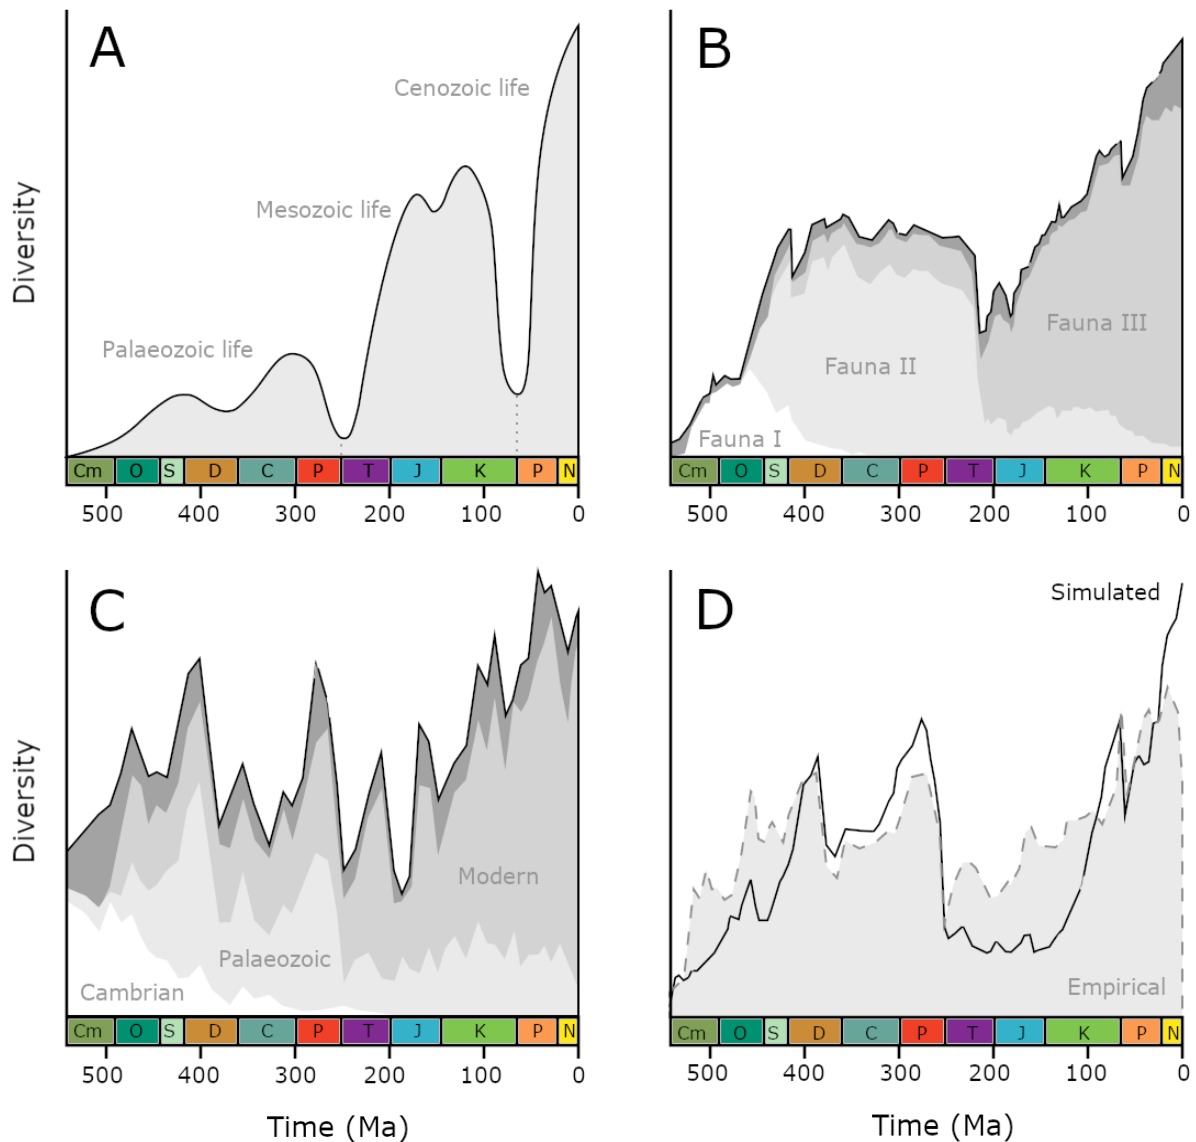 A
Cenozoic life
Mesozoic life
Palaeozoic life
Diversity
Cm O S D C P T J K P N
500 400 300 200 100 0
B
Fauna III
Fauna II
Fauna I
Cm O S D C P T J K P N
500 400 300 200 100 0
C
Modern
Palaeozoic
Cambrian
Diversity
Cm O S D C P T J K P N
500 400 300 200 100 0
Time (Ma)
D
Simulated
Empirical
Cm O S D C P T J K P N
500 400 300 200 100 0
Time (Ma)